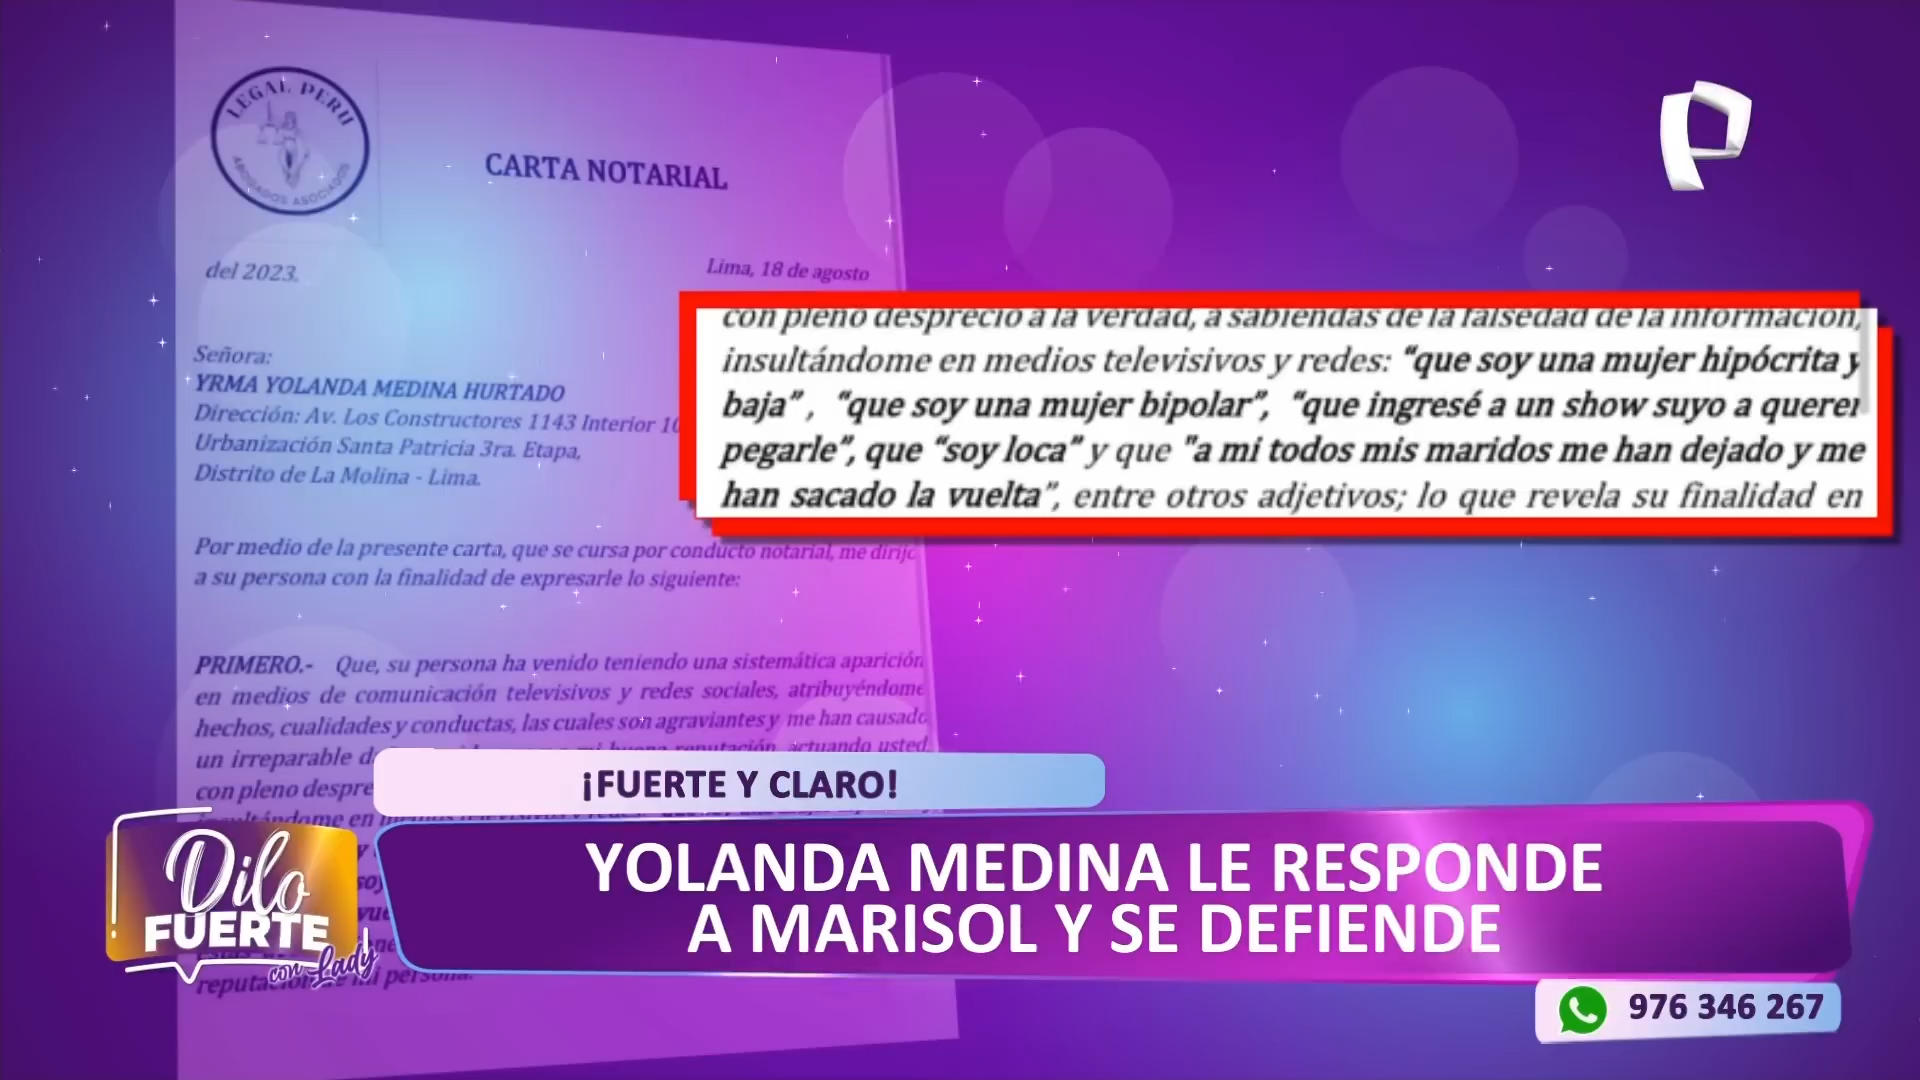 LEGAL PERÚ
ABOGADOS ASOCIADOS
CARTA NOTARIAL
Lima, 18 de agosto
del 2023.
Señora:
YRMA YOLANDA MEDINA HURTADO
Dirección: Av. Los Constructores 1143 Interior 10
Urbanización Santa Patricia 3ra. Etapa,
Distrito de La Molina - Lima.
con pleno desprecio a la verdad, a sabiendas de la falsedad de la información,
insultándome en medios televisivos y redes: “que soy una mujer hipócrita y
baja” , “que soy una mujer bipolar”, “que ingresé a un show suyo a querer
pegarle”, que “soy loca” y que "a mi todos mis maridos me han dejado y me
han sacado la vuelta”, entre otros adjetivos; lo que revela su finalidad en
Por medio de la presente carta, que se cursa por conducto notarial, me dirijo
a su persona con la finalidad de expresarle lo siguiente:
PRIMERO.- Que, su persona ha venido teniendo una sistemática aparición
en medios de comunicación televisivos y redes sociales, atribuyéndome
hechos, cualidades y conductas, las cuales son agraviantes y me han causado
un irreparable reputación, actuando usted
con pleno despre
¡FUERTE Y CLARO!
YOLANDA MEDINA LE RESPONDE
A MARISOL Y SE DEFIENDE
Dilo
FUERTE
con Lady
976 346 267